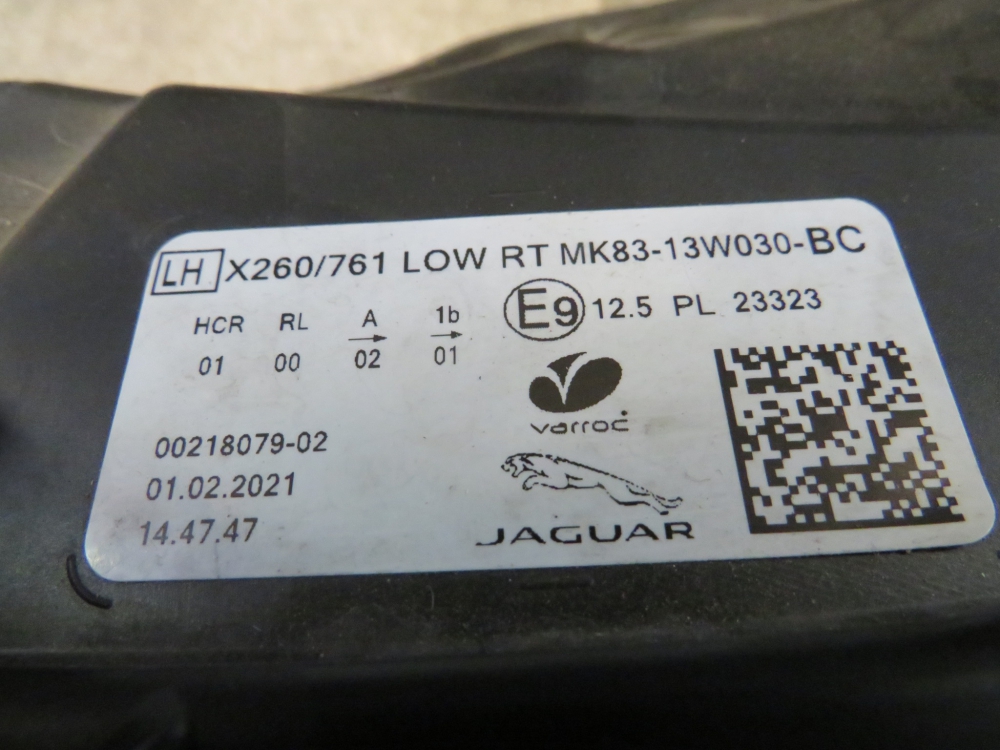 LH X260/761 LOW RT MK83-13W030-BC
HCR RL A 1b
01 00 02 01
E9 12.5 PL 23323
varroc
00218079-02
01.02.2021
14.47.47
JAGUAR